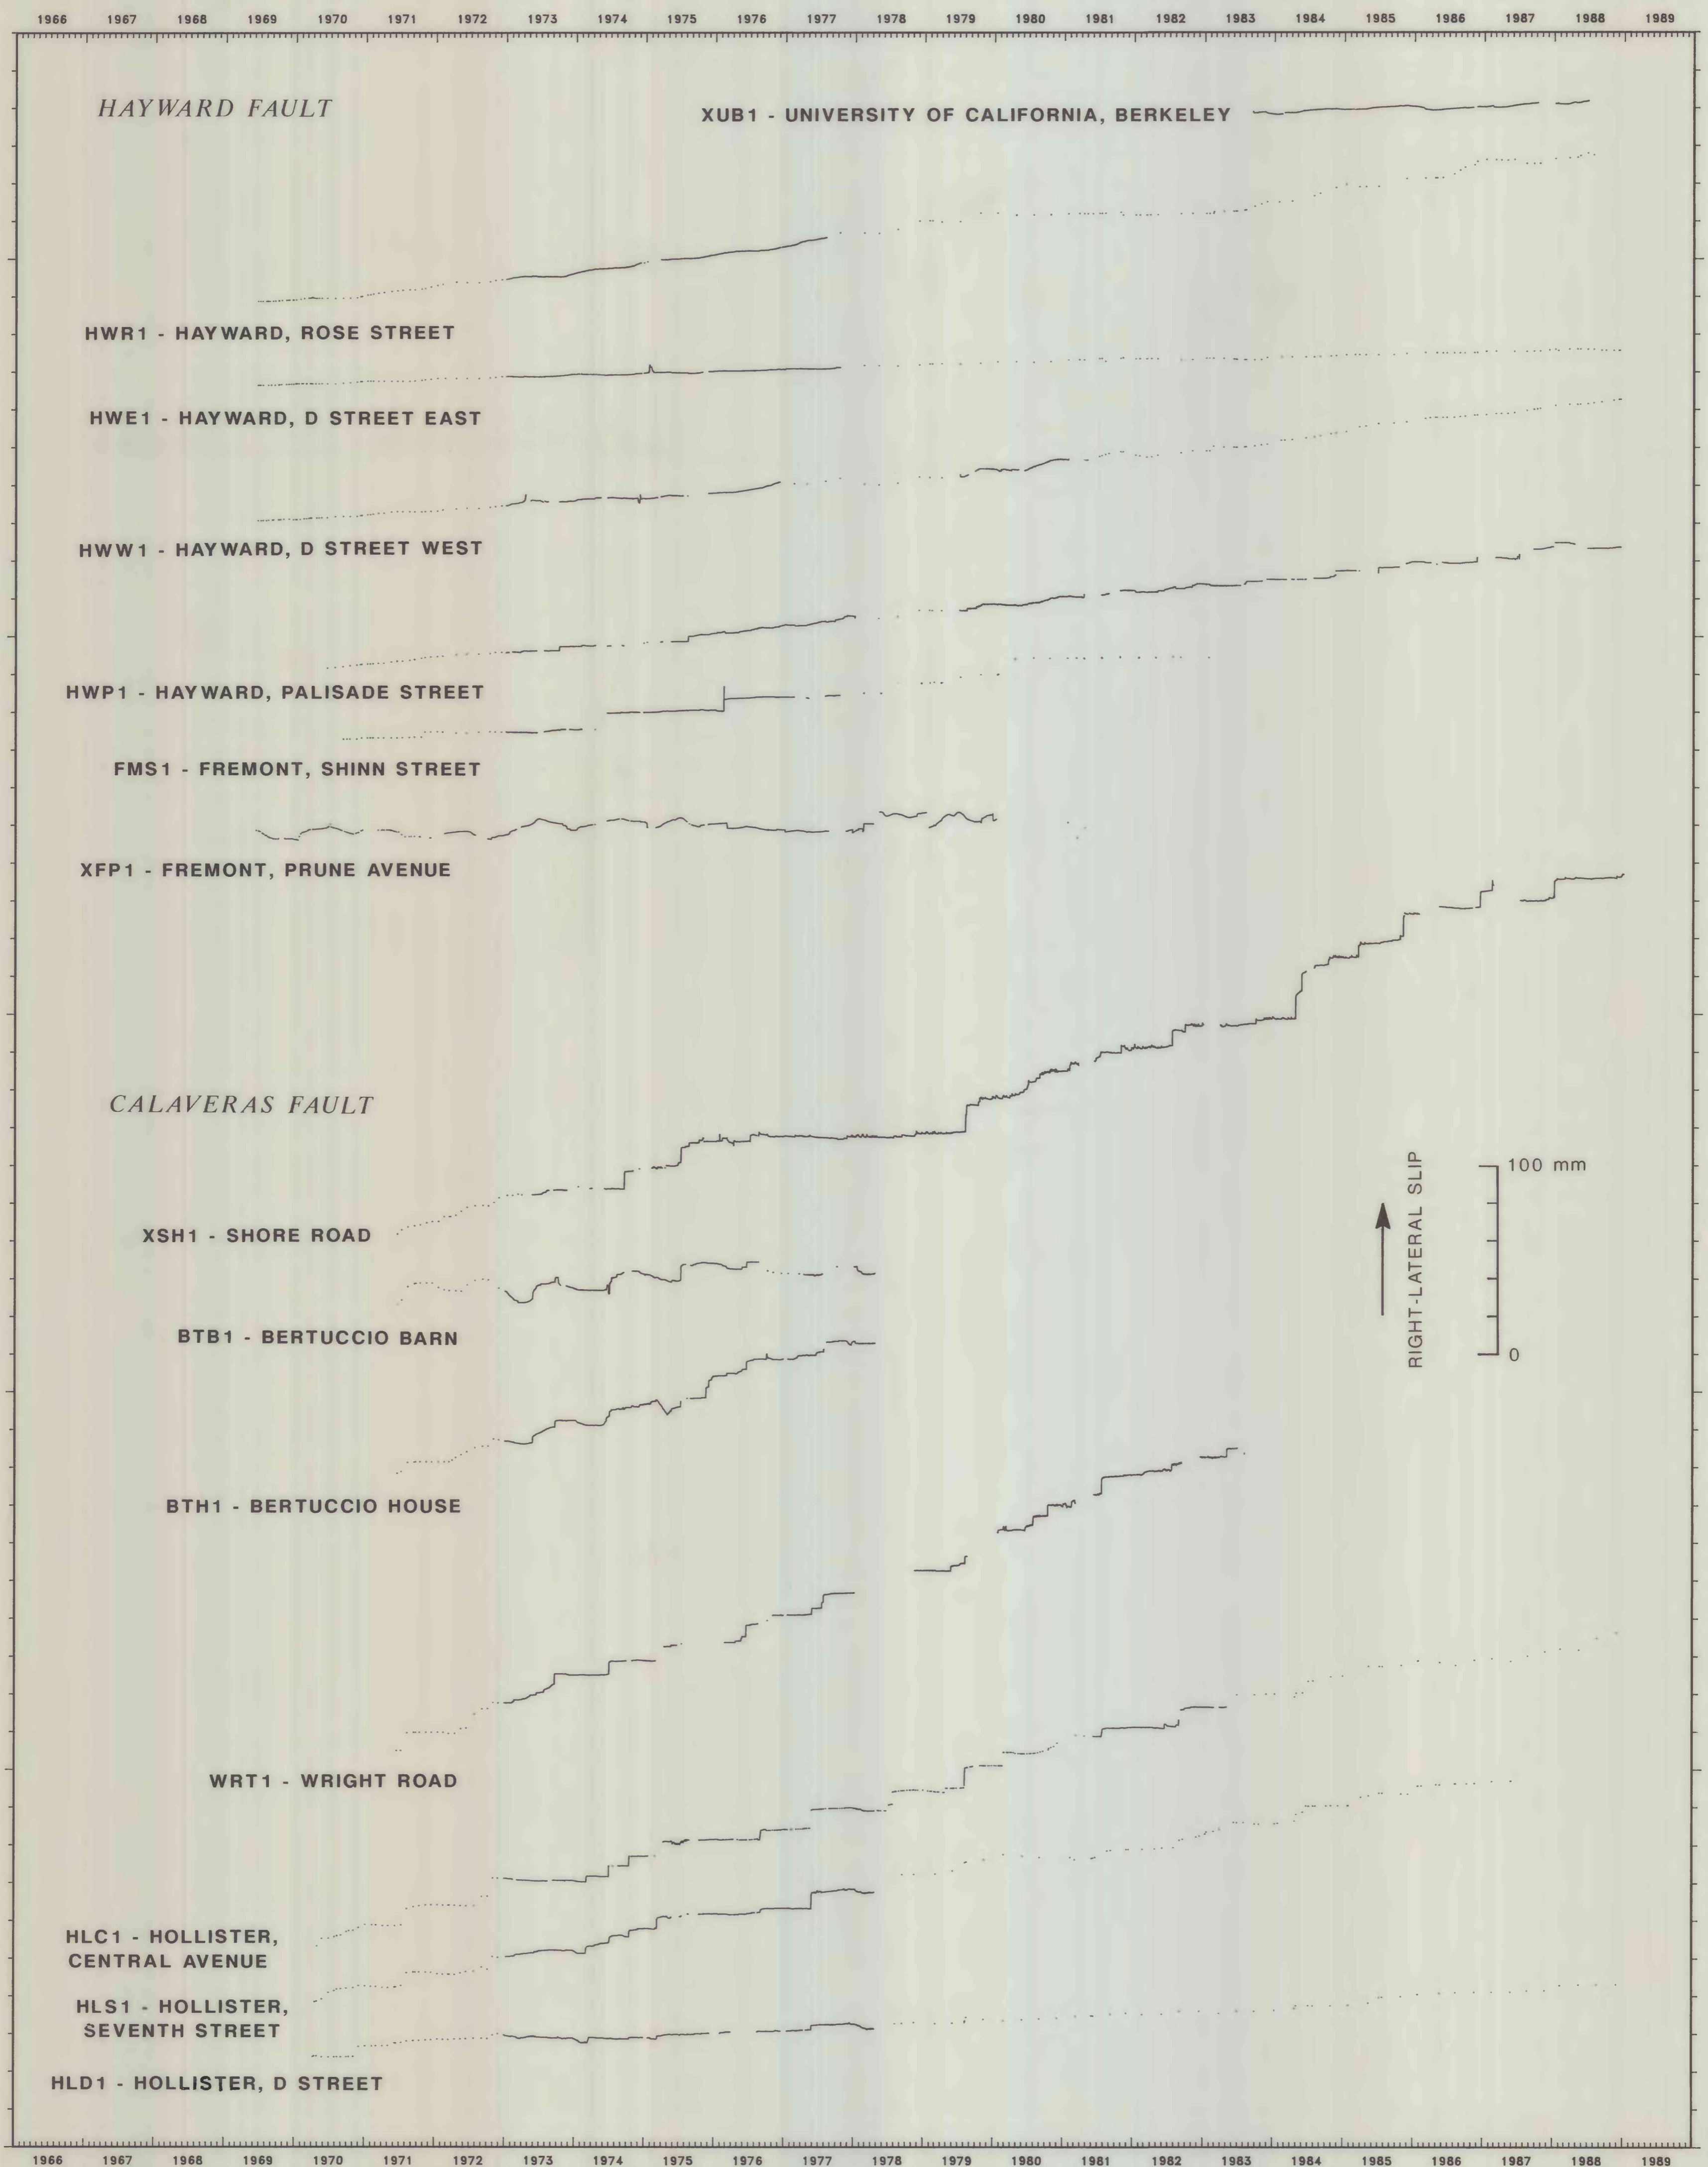 1966 1967 1968 1969 1970 1971 1972 1973 1974 1975 1976 1977 1978 1979 1980 1981 1982 1983 1984 1985 1986 1987 1988 1989
HAYWARD FAULT
XUB1 - UNIVERSITY OF CALIFORNIA, BERKELEY
HWR1 - HAYWARD, ROSE STREET
HWE1 - HAYWARD, D STREET EAST
HWW1 - HAYWARD, D STREET WEST
HWP1 - HAYWARD, PALISADE STREET
FMS1 - FREMONT, SHINN STREET
XFP1 - FREMONT, PRUNE AVENUE
CALAVERAS FAULT
XSH1 - SHORE ROAD
RIGHT-LATERAL SLIP
100 mm
0
BTB1 - BERTUCCIO BARN
BTH1 - BERTUCCIO HOUSE
WRT1 - WRIGHT ROAD
HLC1 - HOLLISTER,
CENTRAL AVENUE
HLS1 - HOLLISTER,
SEVENTH STREET
HLD1 - HOLLISTER, D STREET
1966 1967 1968 1969 1970 1971 1972 1973 1974 1975 1976 1977 1978 1979 1980 1981 1982 1983 1984 1985 1986 1987 1988 1989